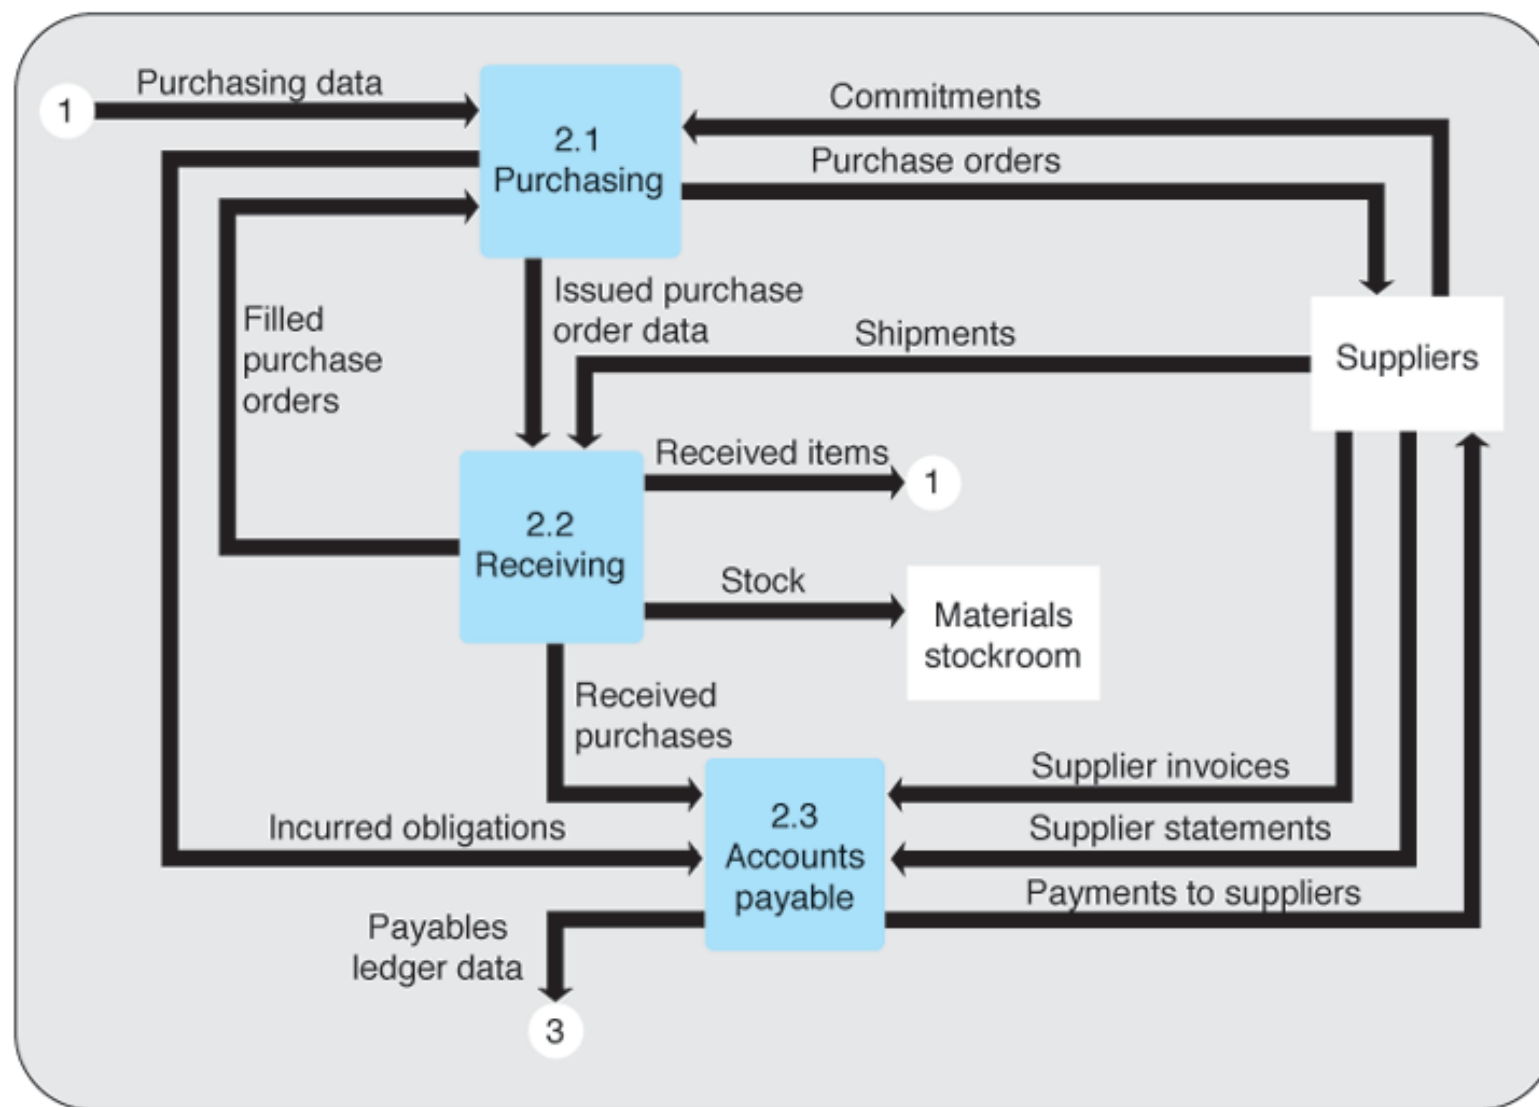 Purchasing data
1
2.1
Purchasing
Commitments
Purchase orders
Filled
purchase
orders
Issued purchase
order data
Shipments
Suppliers
Received items
1
2.2
Receiving
Stock
Materials
stockroom
Received
purchases
Supplier invoices
Incurred obligations
2.3
Accounts
payable
Supplier statements
Payments to suppliers
Payables
ledger data
3